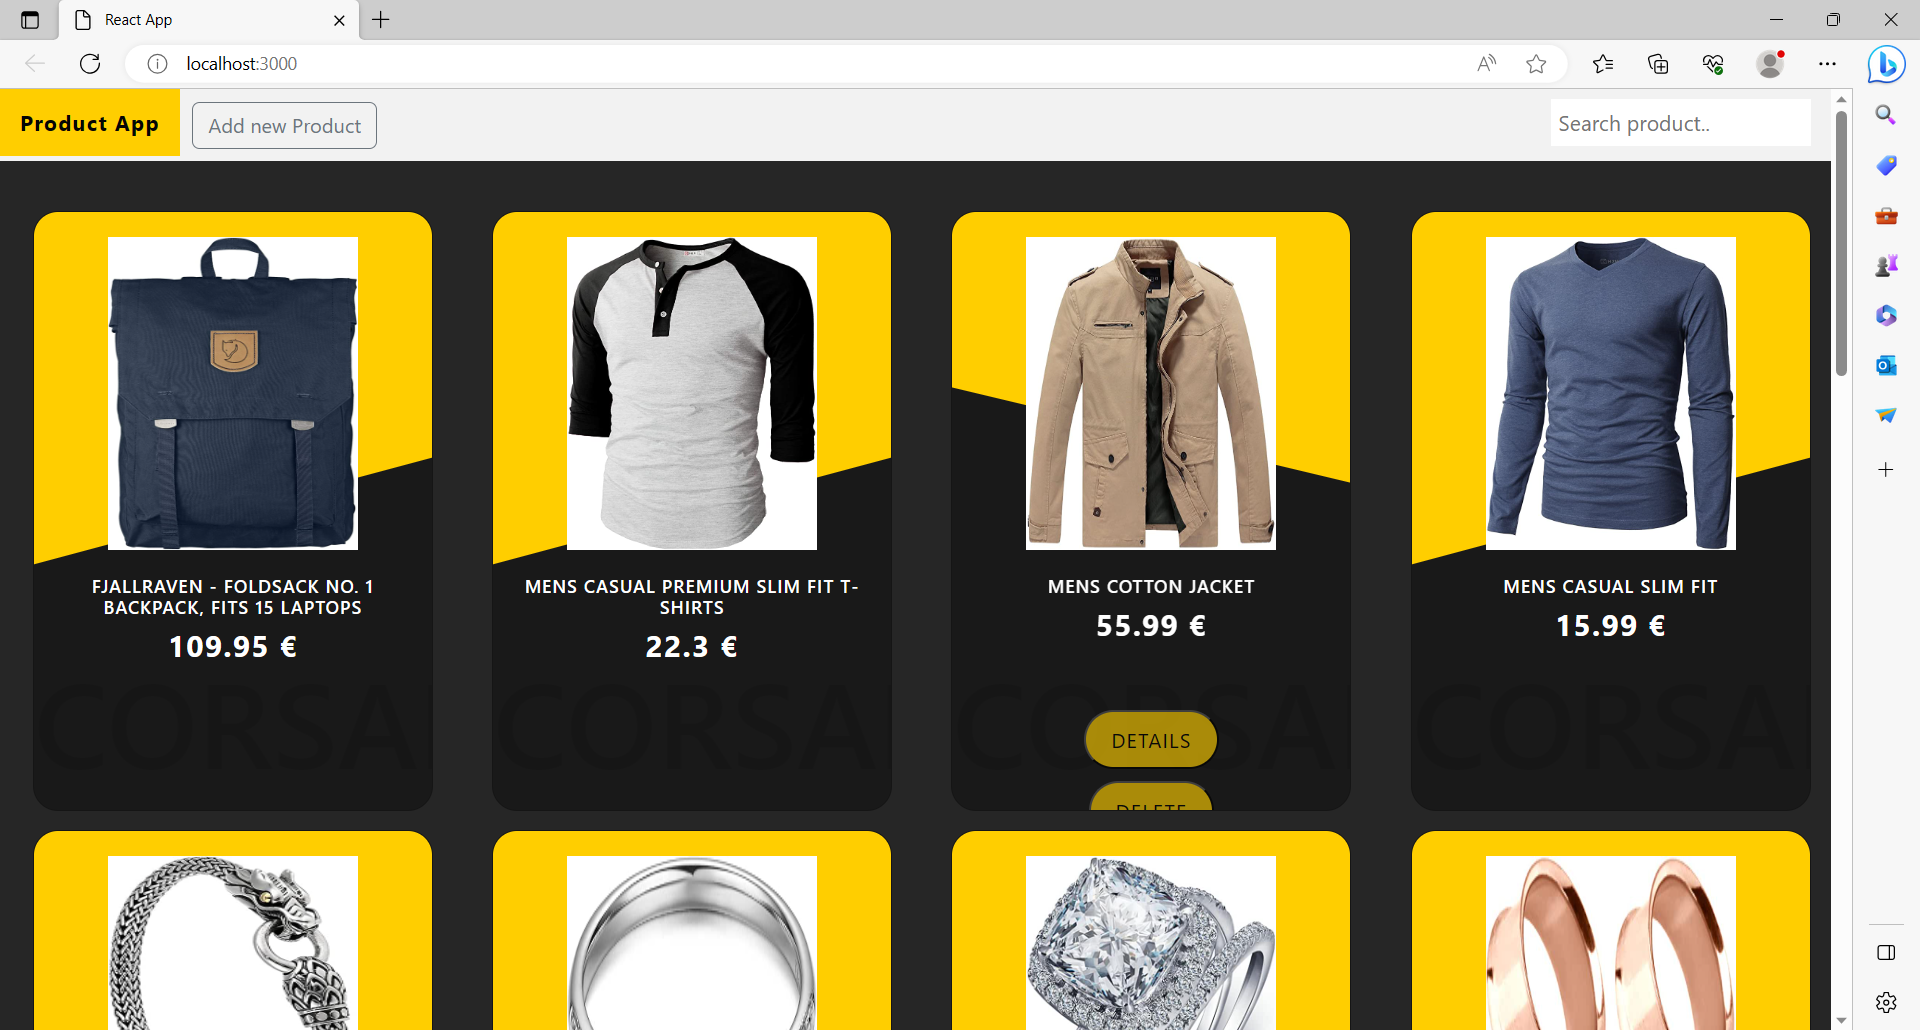 React App
localhost:3000
Product App
Add new Product
Search product..
FJALLRAVEN - FOLDSACK NO. 1
BACKPACK, FITS 15 LAPTOPS
109.95 €
CORSA
MENS CASUAL PREMIUM SLIM FIT T-
SHIRTS
22.3 €
CORSA
MENS COTTON JACKET
55.99 €
CORSA
DETAILS
DELETE
MENS CASUAL SLIM FIT
15.99 €
CORSA